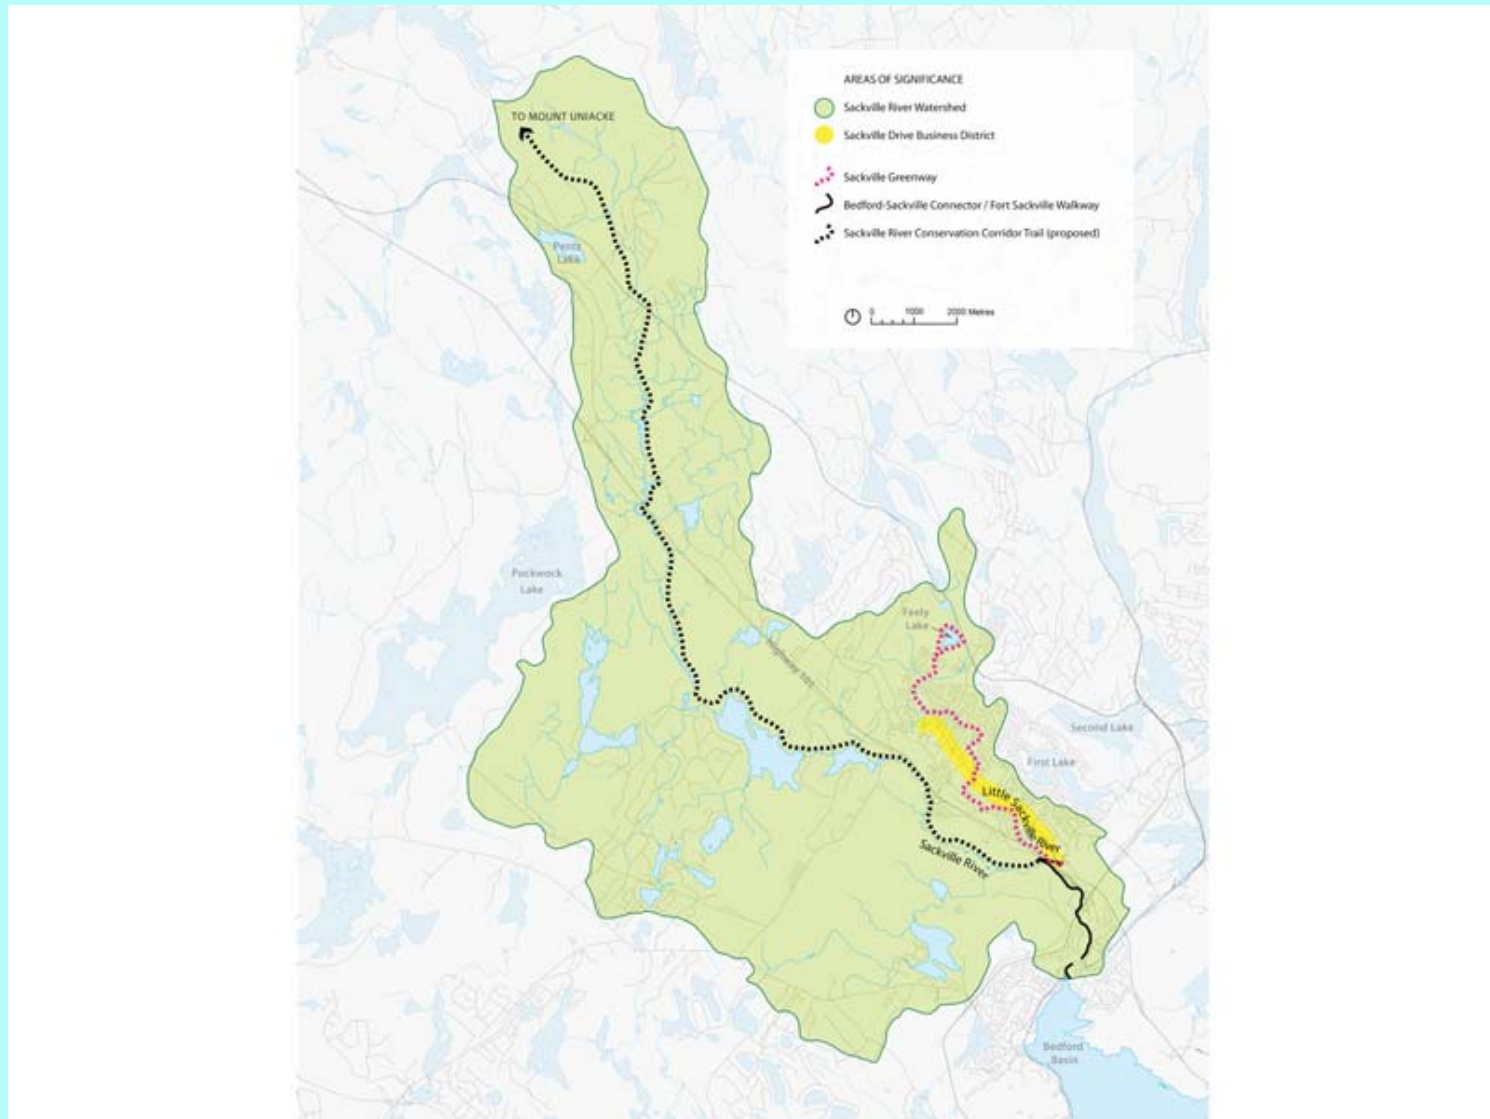 AREAS OF SIGNIFICANCE
Sackville River Watershed
Sackville Drive Business District
Sackville Greenway
Bedford-Sackville Connector / Fort Sackville Walkway
Sackville River Conservation Corridor Trail (proposed)
0 1000 2000 Metres
TO MOUNT UNIACKE
Pentz
Lake
Pockwock
Lake
Feely
Lake
Highway 101
Second Lake
First Lake
Little Sackville River
Sackville River
Bedford
Basin